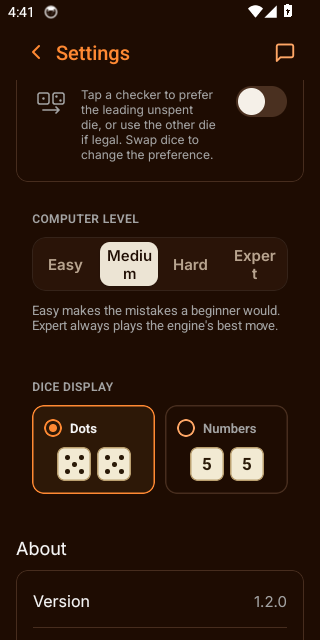 4:41
Settings
Tap a checker to prefer
the leading unspent
die, or use the other die
if legal. Swap dice to
change the preference.
COMPUTER LEVEL
Easy
Mediu
m
Hard
Exper
t
Easy makes the mistakes a beginner would.
Expert always plays the engine's best move.
DICE DISPLAY
Dots
Numbers
5 5
About
Version 1.2.0